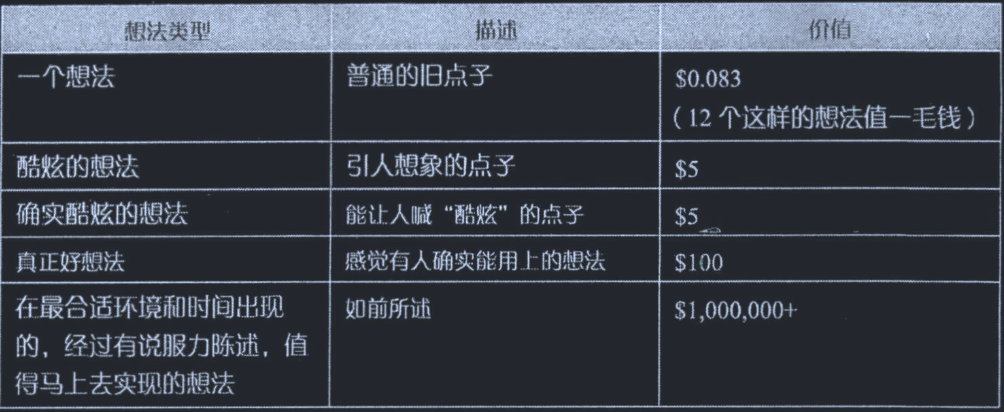 想法类型 描述 价值
一个想法 普通的旧点子 $0.083
（12 个这样的想法值一毛钱）
酷炫的想法 引人想象的点子 $5
确实酷炫的想法 能让人喊“酷炫”的点子 $5
真正好想法 感觉有人确实能用上的想法 $100
在最合适环境和时间出现 如前所述 $1,000,000+
的，经过有说服力陈述，值
得马上去实现的想法